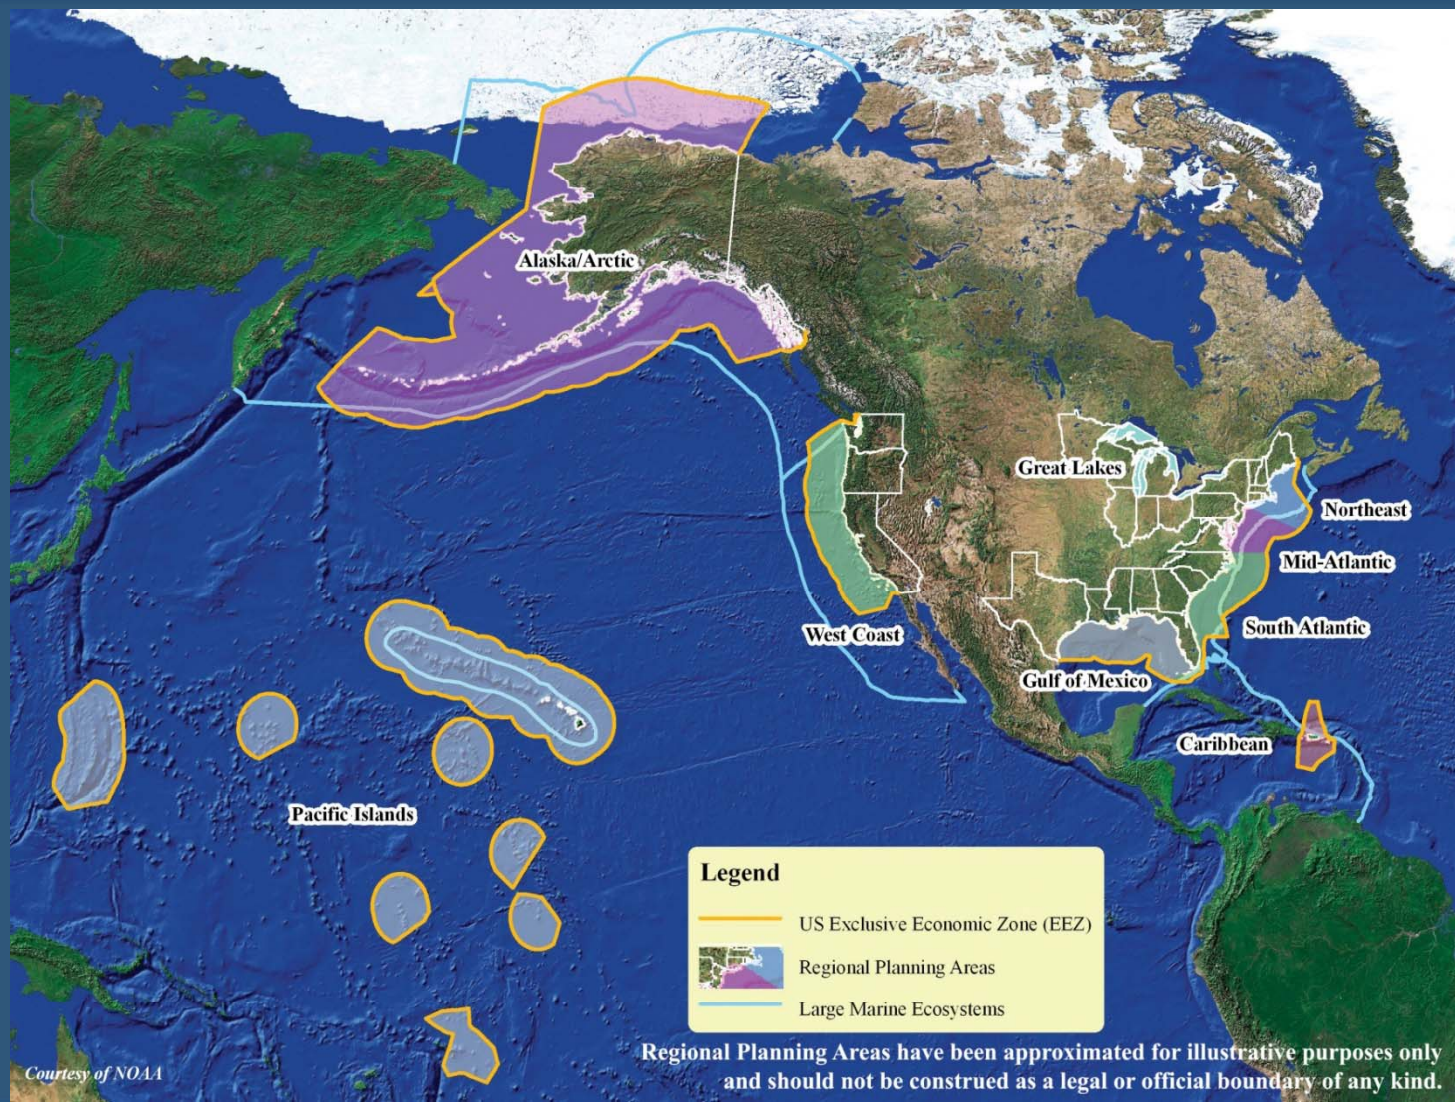 Alaska/Arctic
Great Lakes
Northeast
Mid-Atlantic
South Atlantic
West Coast
Gulf of Mexico
Caribbean
Pacific Islands
Legend
US Exclusive Economic Zone (EEZ)
Regional Planning Areas
Large Marine Ecosystems
Regional Planning Areas have been approximated for illustrative purposes only
and should not be construed as a legal or official boundary of any kind.
Courtesy of NOAA